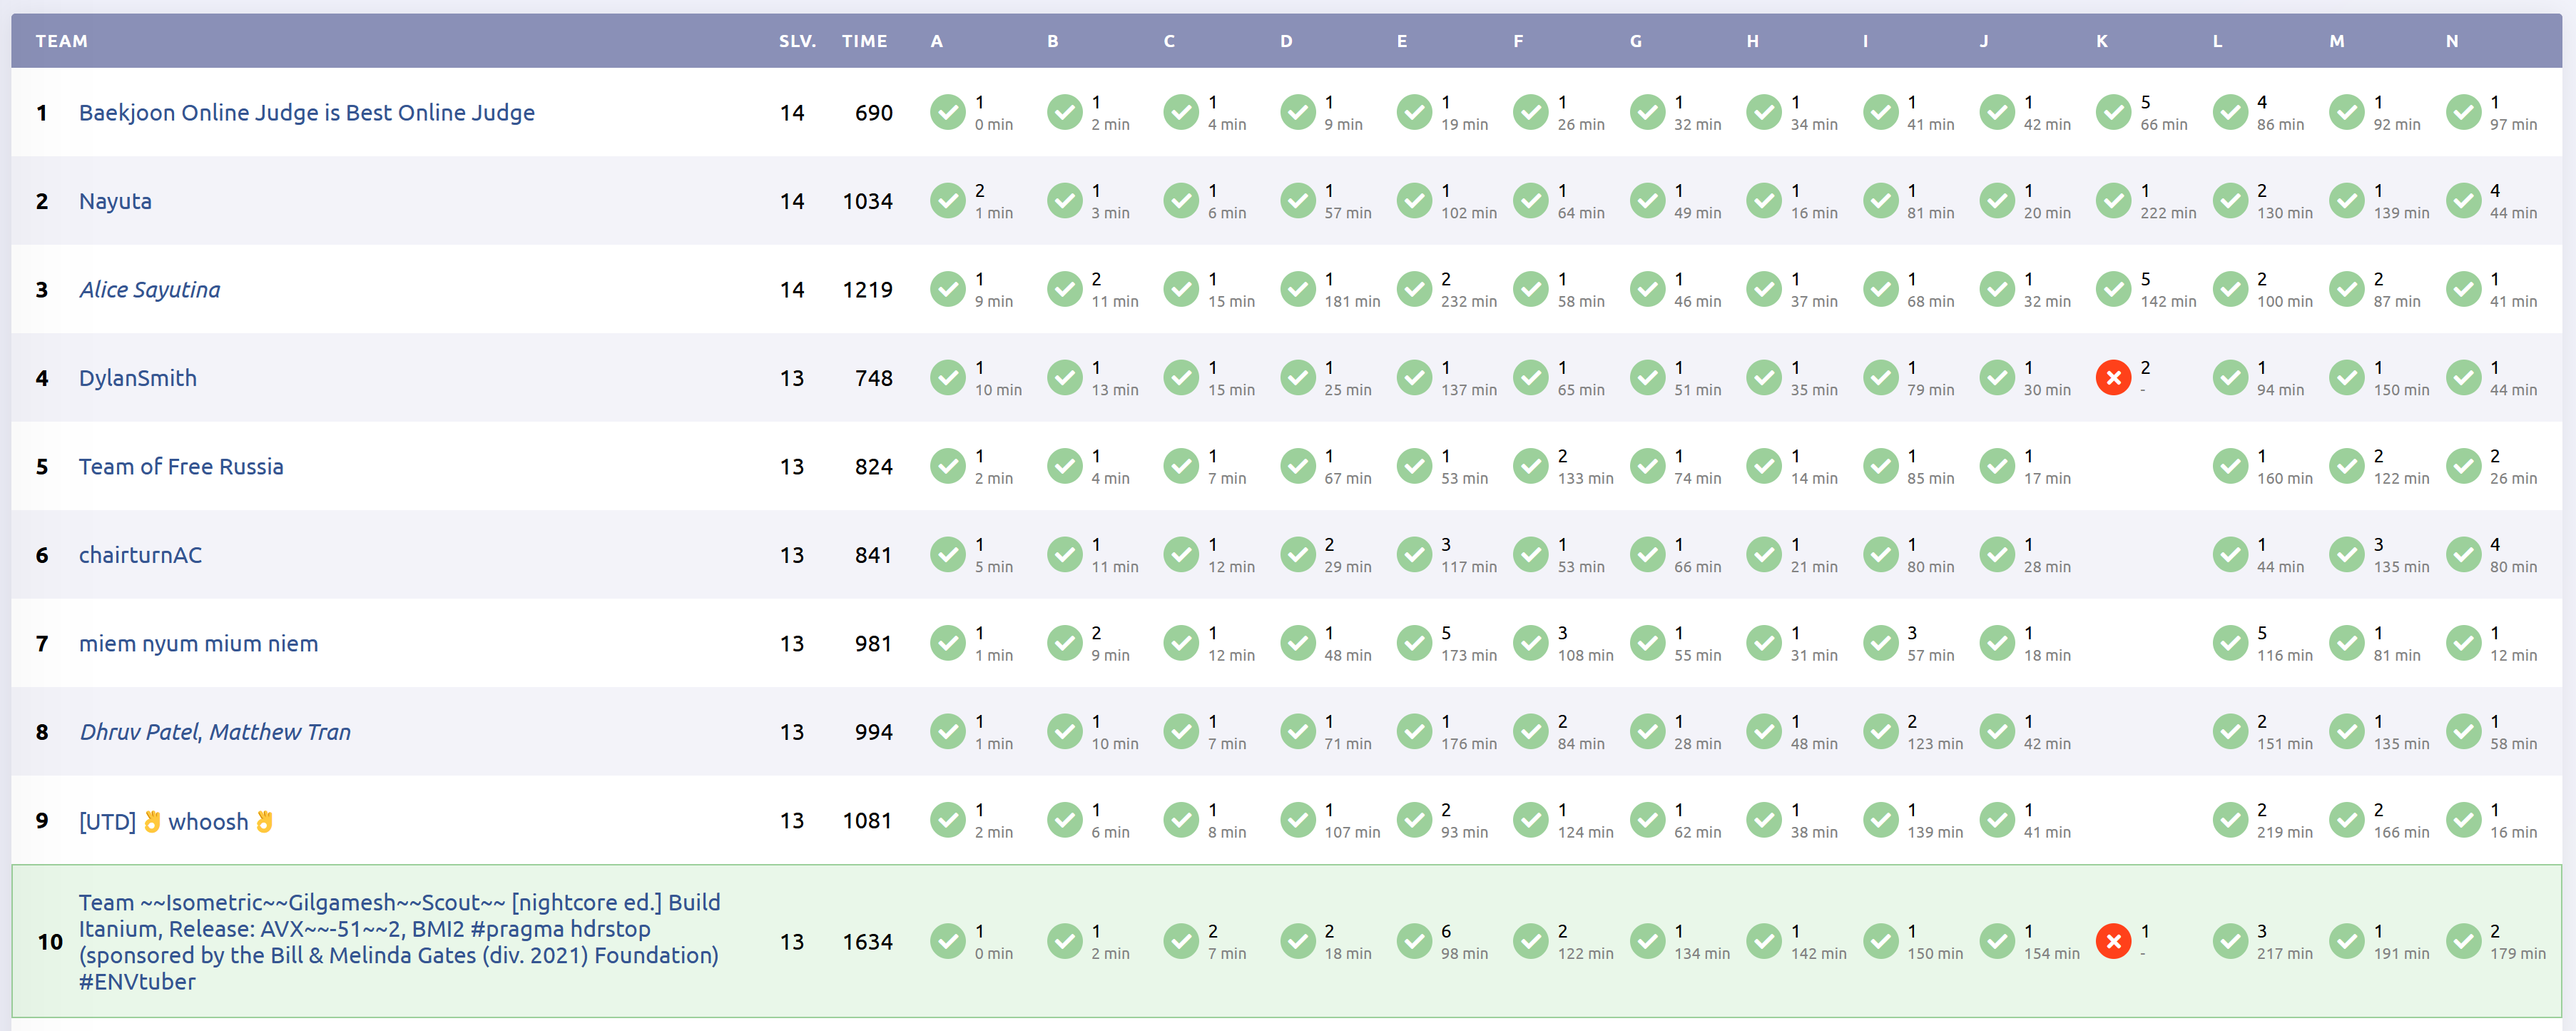 TEAM SLV. TIME A B C D E F G H I J K L M N
1 Baekjoon Online Judge is Best Online Judge 14 690 1 1 1 1 1 1 1 1 1 1 5 4 1 1
0 min 2 min 4 min 9 min 19 min 26 min 32 min 34 min 41 min 42 min 66 min 86 min 92 min 97 min
2 Nayuta 14 1034 2 1 1 1 1 1 1 1 1 1 1 2 1 4
1 min 3 min 6 min 57 min 102 min 64 min 49 min 16 min 81 min 20 min 222 min 130 min 139 min 44 min
3 Alice Sayutina 14 1219 1 2 1 1 2 1 1 1 1 1 5 2 2 1
9 min 11 min 15 min 181 min 232 min 58 min 46 min 37 min 68 min 32 min 142 min 100 min 87 min 41 min
4 DylanSmith 13 748 1 1 1 1 1 1 1 1 1 1 2 1 1 1
10 min 13 min 15 min 25 min 137 min 65 min 51 min 35 min 79 min 30 min - 94 min 150 min 44 min
5 Team of Free Russia 13 824 1 1 1 1 1 2 1 1 1 1 1 2 2
2 min 4 min 7 min 67 min 53 min 133 min 74 min 14 min 85 min 17 min 160 min 122 min 26 min
6 chairturnAC 13 841 1 1 1 2 3 1 1 1 1 1 1 3 4
5 min 11 min 12 min 29 min 117 min 53 min 66 min 21 min 80 min 28 min 44 min 135 min 80 min
7 miem nyum mium niem 13 981 1 2 1 1 5 3 1 1 3 1 5 1 1
1 min 9 min 12 min 48 min 173 min 108 min 55 min 31 min 57 min 18 min 116 min 81 min 12 min
8 Dhruv Patel, Matthew Tran 13 994 1 1 1 1 1 2 1 1 2 1 2 1 1
1 min 10 min 7 min 71 min 176 min 84 min 28 min 48 min 123 min 42 min 151 min 135 min 58 min
9 [UTD] 👌 whoosh 👌 13 1081 1 1 1 1 2 1 1 1 1 1 2 2 1
2 min 6 min 8 min 107 min 93 min 124 min 62 min 38 min 139 min 41 min 219 min 166 min 16 min
Team ~~Isometric~~Gilgamesh~~Scout~~ [nightcore ed.] Build
Itanium, Release: AVX~~-51~~2, BMI2 #pragma hdrstop
10 13 1634 1 1 2 2 6 2 1 1 1 1 1 3 1 2
(sponsored by the Bill & Melinda Gates (div. 2021) Foundation) 0 min 2 min 7 min 18 min 98 min 122 min 134 min 142 min 150 min 154 min - 217 min 191 min 179 min
#ENVtuber